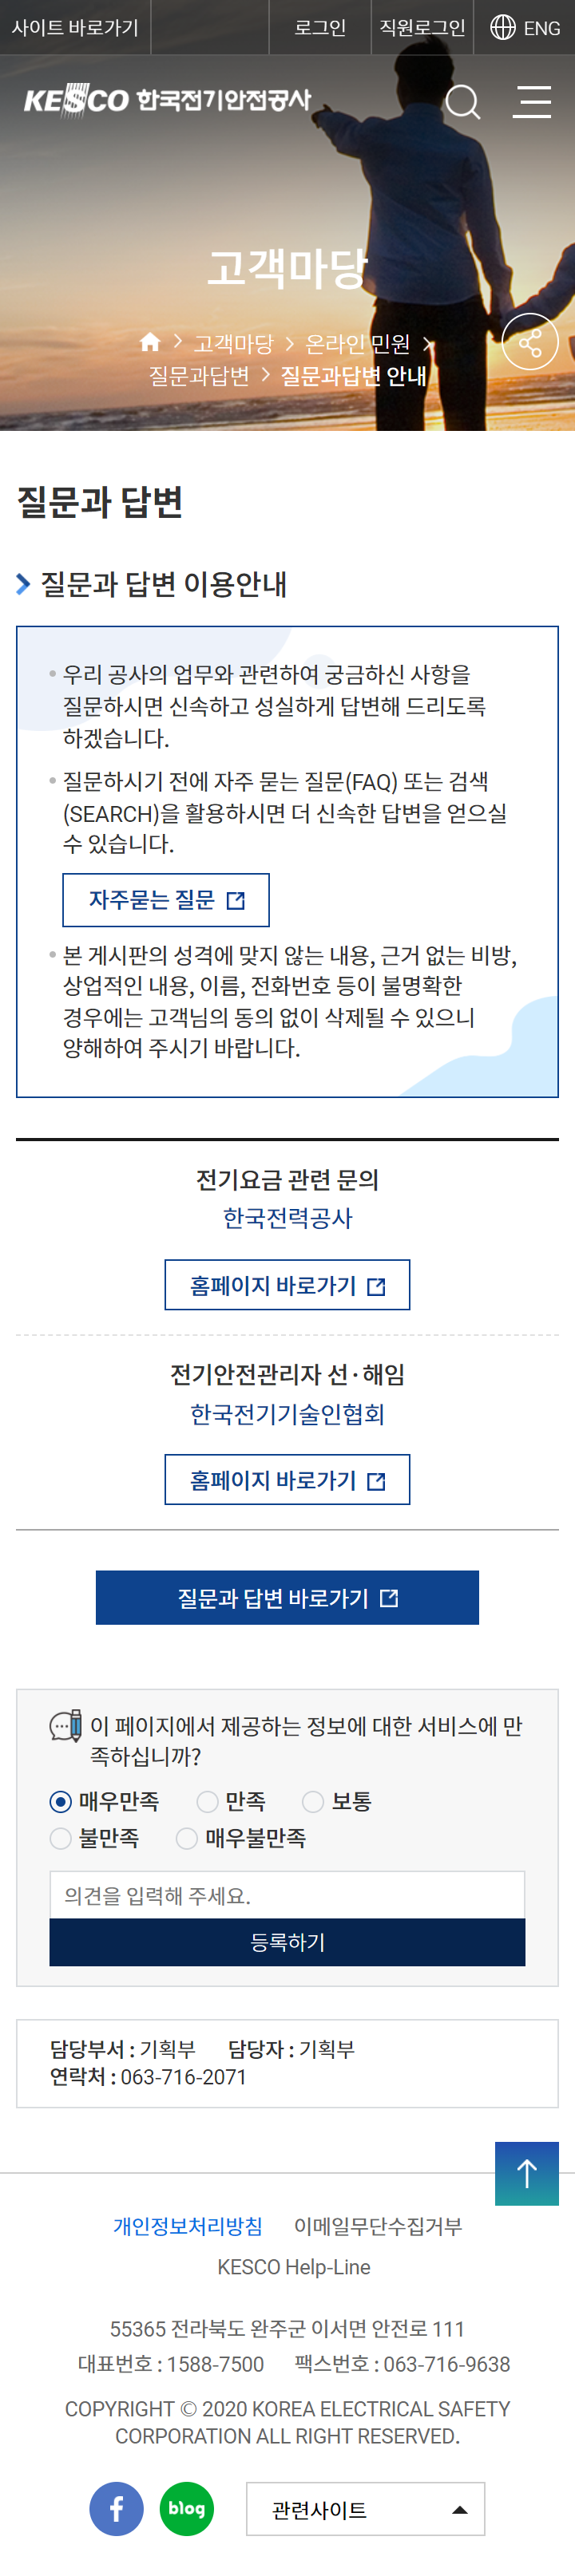 사이트 바로가기
로그인
직원로그인
ENG
KESCO 한국전기안전공사
고객마당
고객마당 온라인 민원
질문과답변 질문과답변 안내
질문과 답변
질문과 답변 이용안내
우리 공사의 업무와 관련하여 궁금하신 사항을
질문하시면 신속하고 성실하게 답변해 드리도록
하겠습니다.
질문하시기 전에 자주 묻는 질문(FAQ) 또는 검색
(SEARCH)을 활용하시면 더 신속한 답변을 얻으실
수 있습니다.
자주묻는 질문
본 게시판의 성격에 맞지 않는 내용, 근거 없는 비방,
상업적인 내용, 이름, 전화번호 등이 불명확한
경우에는 고객님의 동의 없이 삭제될 수 있으니
양해하여 주시기 바랍니다.
전기요금 관련 문의
한국전력공사
홈페이지 바로가기
전기안전관리자 선·해임
한국전기기술인협회
홈페이지 바로가기
질문과 답변 바로가기
이 페이지에서 제공하는 정보에 대한 서비스에 만
족하십니까?
매우만족 만족 보통
불만족 매우불만족
의견을 입력해 주세요.
등록하기
담당부서 : 기획부 담당자 : 기획부
연락처 : 063-716-2071
개인정보처리방침 이메일무단수집거부
KESCO Help-Line
55365 전라북도 완주군 이서면 안전로 111
대표번호 : 1588-7500 팩스번호 : 063-716-9638
COPYRIGHT © 2020 KOREA ELECTRICAL SAFETY
CORPORATION ALL RIGHT RESERVED.
f
blog
관련사이트